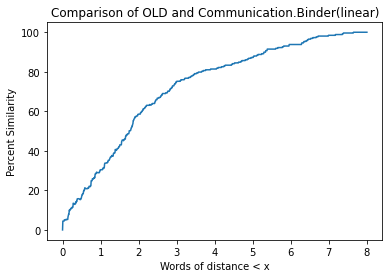 Comparison of OLD and Communication.Binder(linear)
Percent Similarity
100
80
60
40
20
0
0 1 2 3 4 5 6 7 8
Words of distance < x